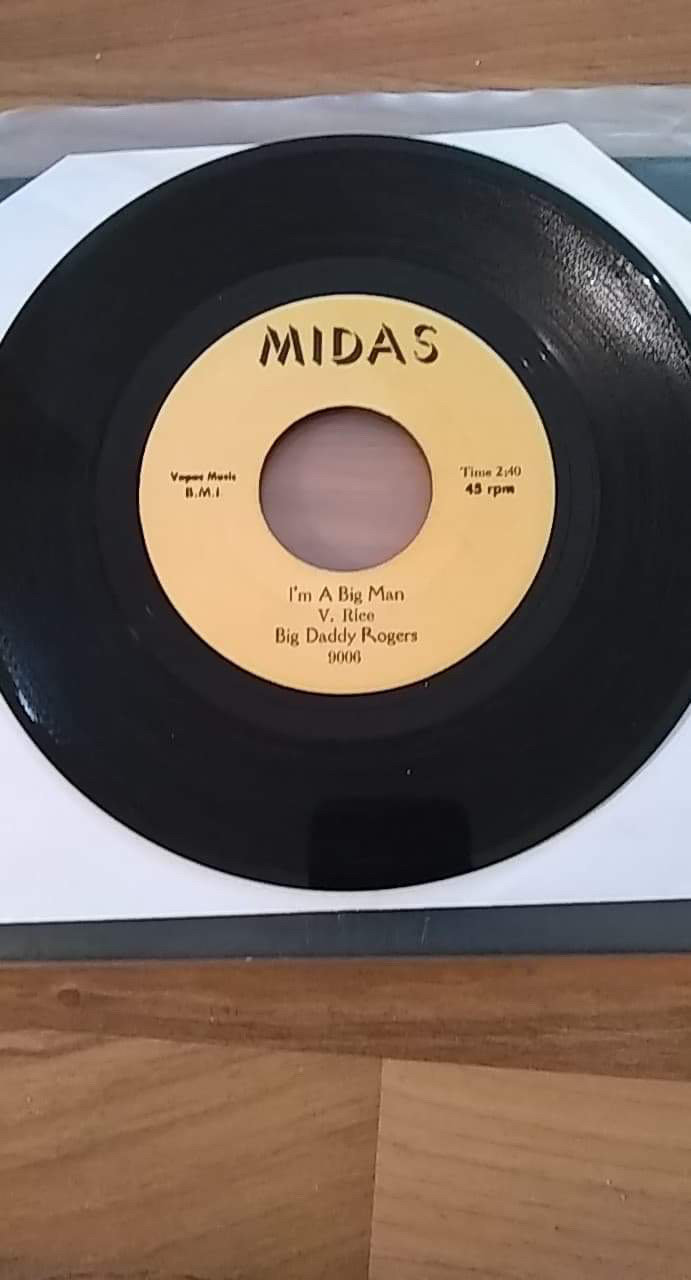 MIDAS
Vogue Music
B.M.I.
Time 2:40
45 rpm
I'm A Big Man
V. Rice
Big Daddy Rogers
9006